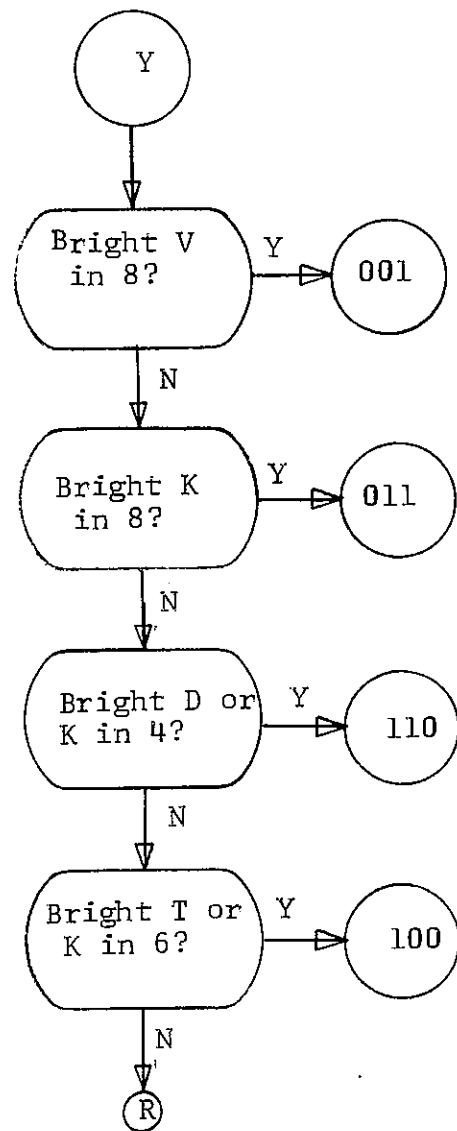 Y
Bright V
in 8?
Y
001
N
Bright K
in 8?
Y
011
N
Bright D or
K in 4?
Y
110
N
Bright T or
K in 6?
Y
100
N
R